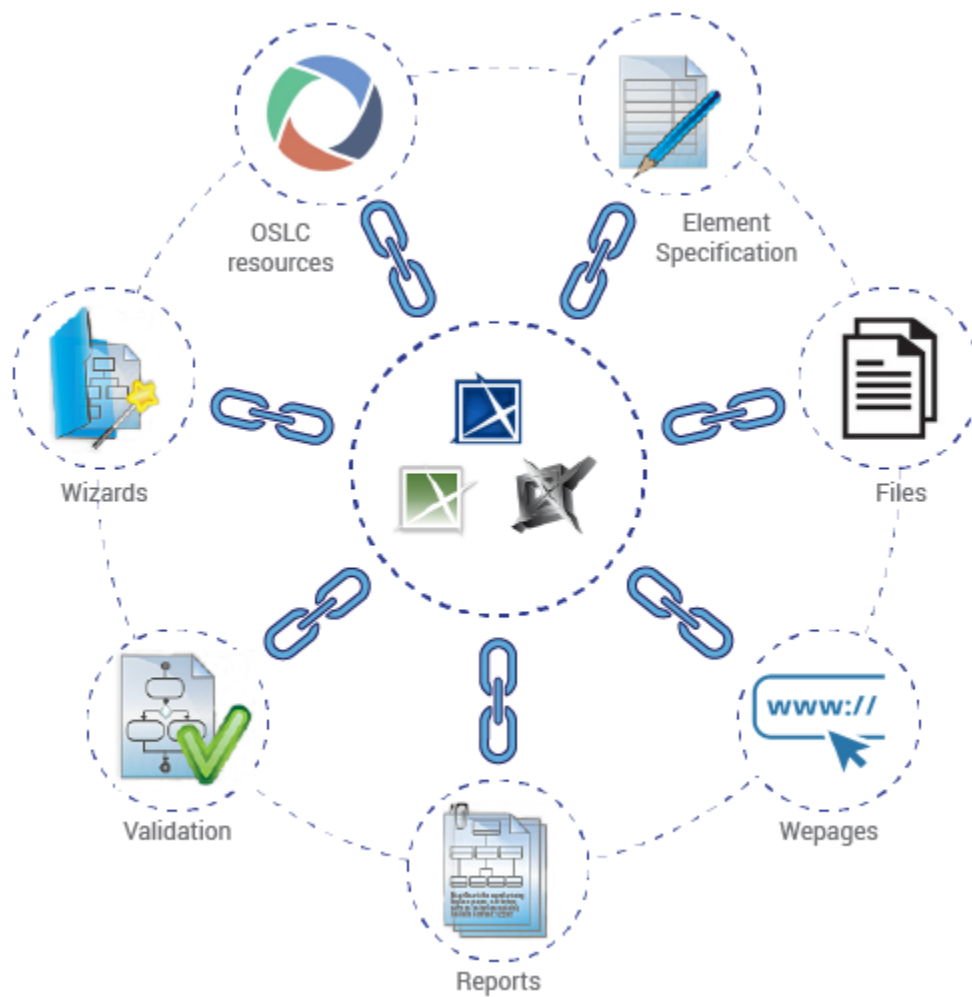 OSLC
resources
Element
Specification
Wizards
Files
www://
Validation
Wepages
Reports